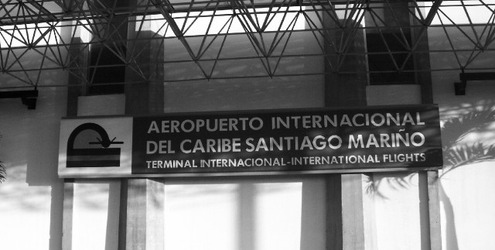 AEROPUERTO INTERNACIONAL
DEL CARIBE SANTIAGO MARIÑO
TERMINAL INTERNACIONAL-INTERNATIONAL FLIGHTS